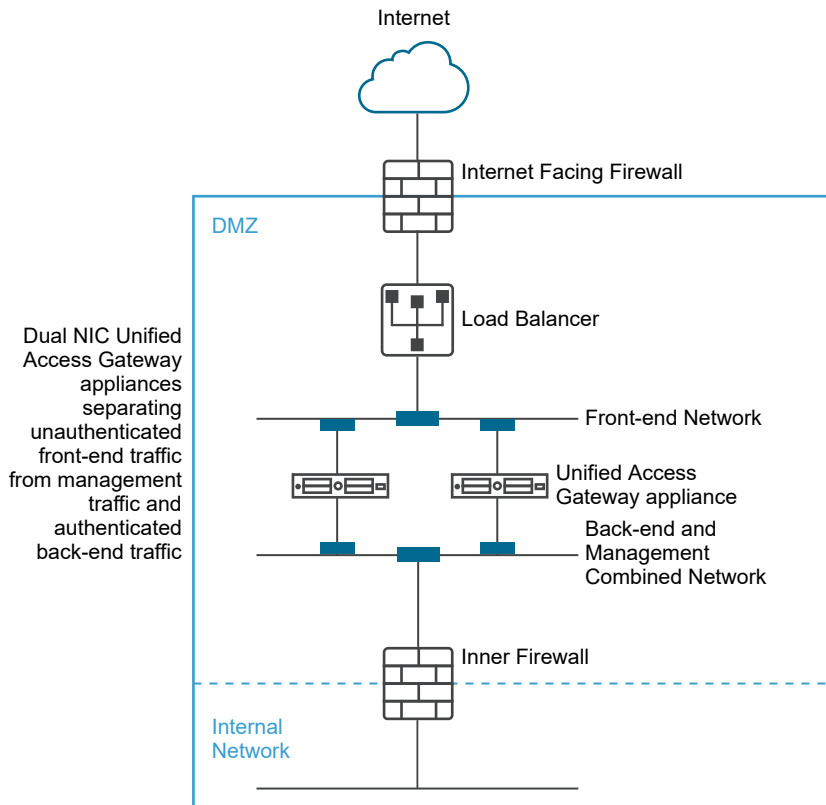 Internet
Internet Facing Firewall
DMZ
Load Balancer
Dual NIC Unified
Access Gateway
appliances
separating
unauthenticated
front-end traffic
from management
traffic and
authenticated
back-end traffic
Front-end Network
Unified Access
Gateway appliance
Back-end and
Management
Combined Network
Inner Firewall
Internal
Network